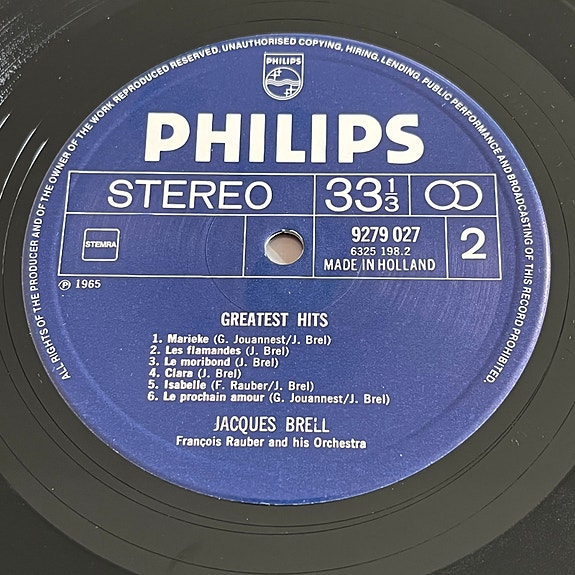 ALL RIGHTS OF THE PRODUCER AND OF THE OWNER OF THE WORK REPRODUCED RESERVED. UNAUTHORISED COPYING, HIRING, LENDING, PUBLIC PERFORMANCE AND BROADCASTING OF THIS RECORD PROHIBITED.
PHILIPS
PHILIPS
STEREO 33 1/3
STEMRA
9279 027
6325 198.2
MADE IN HOLLAND
2
℗ 1965
GREATEST HITS
1. Marieke (G. Jouannest/J. Brel)
2. Les flamandes (J. Brel)
3. Le moribond (J. Brel)
4. Clara (J. Brel)
5. Isabelle (F. Rauber/J. Brel)
6. Le prochain amour (G. Jouannest/J. Brel)
JACQUES BRELL
François Rauber and his Orchestra